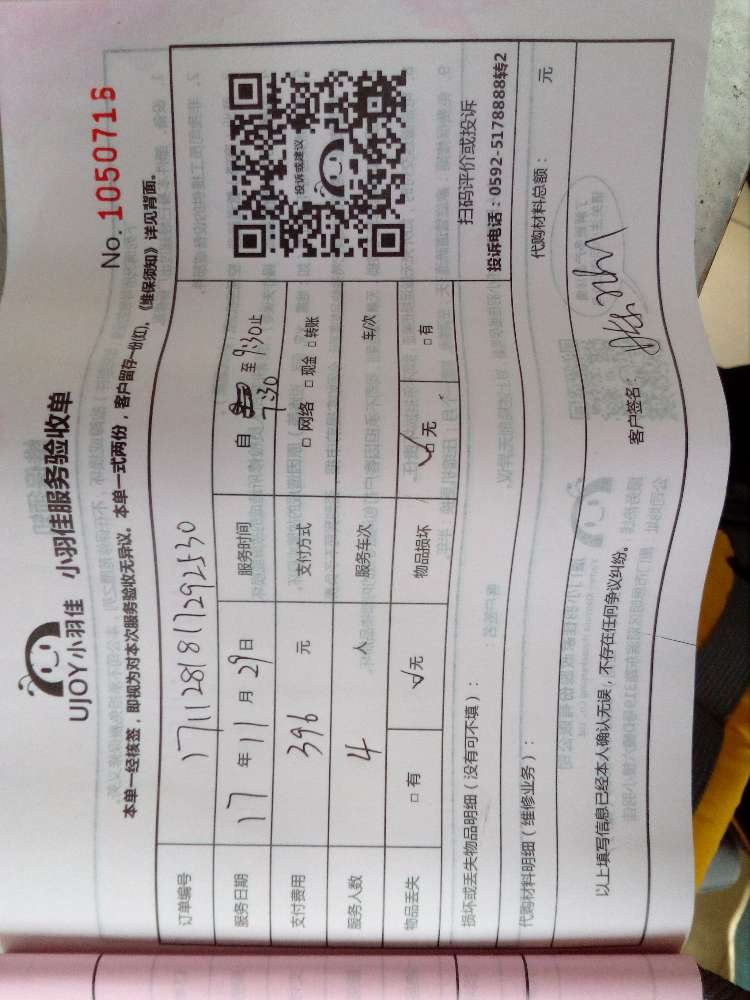 UJOY小羽佳 小羽佳服务验收单
No. 1050716
本单一经核签，即视为对本次服务验收无异议。本单一式两份，客户留存一份(如)，《维保须知》详见背面。
订单编号 1711281817292530
服务日期 17 年 11 月 29 日 服务时间 自 7:30 至 9:30 止
支付费用 396 元 支付方式 □ 网络 □ 现金 □ 转账
服务人数 4 人 服务车次 车/次
物品丢失 □ 有 √无 物品损坏 √□ 无 □ 有
投诉或建议
扫码评价或投诉
投诉电话：0592-5178888转2
损坏或丢失物品明细（没有可不填）：
代购材料明细（维修业务）： 代购材料总额： 元
以上填写信息已经本人确认无误，不存在任何争议纠纷。 客户签名：